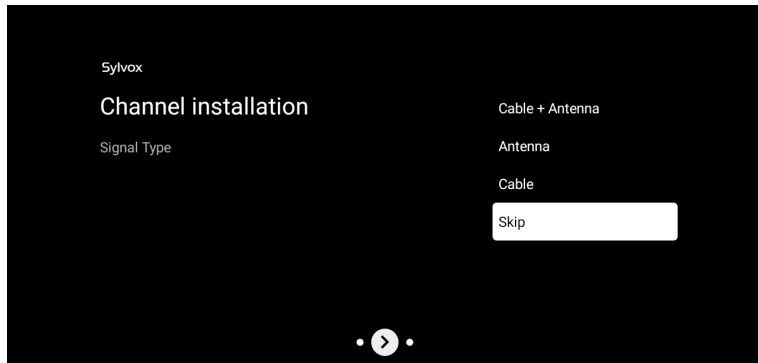 Sylvox
Channel installation
Signal Type
Cable + Antenna
Antenna
Cable
Skip